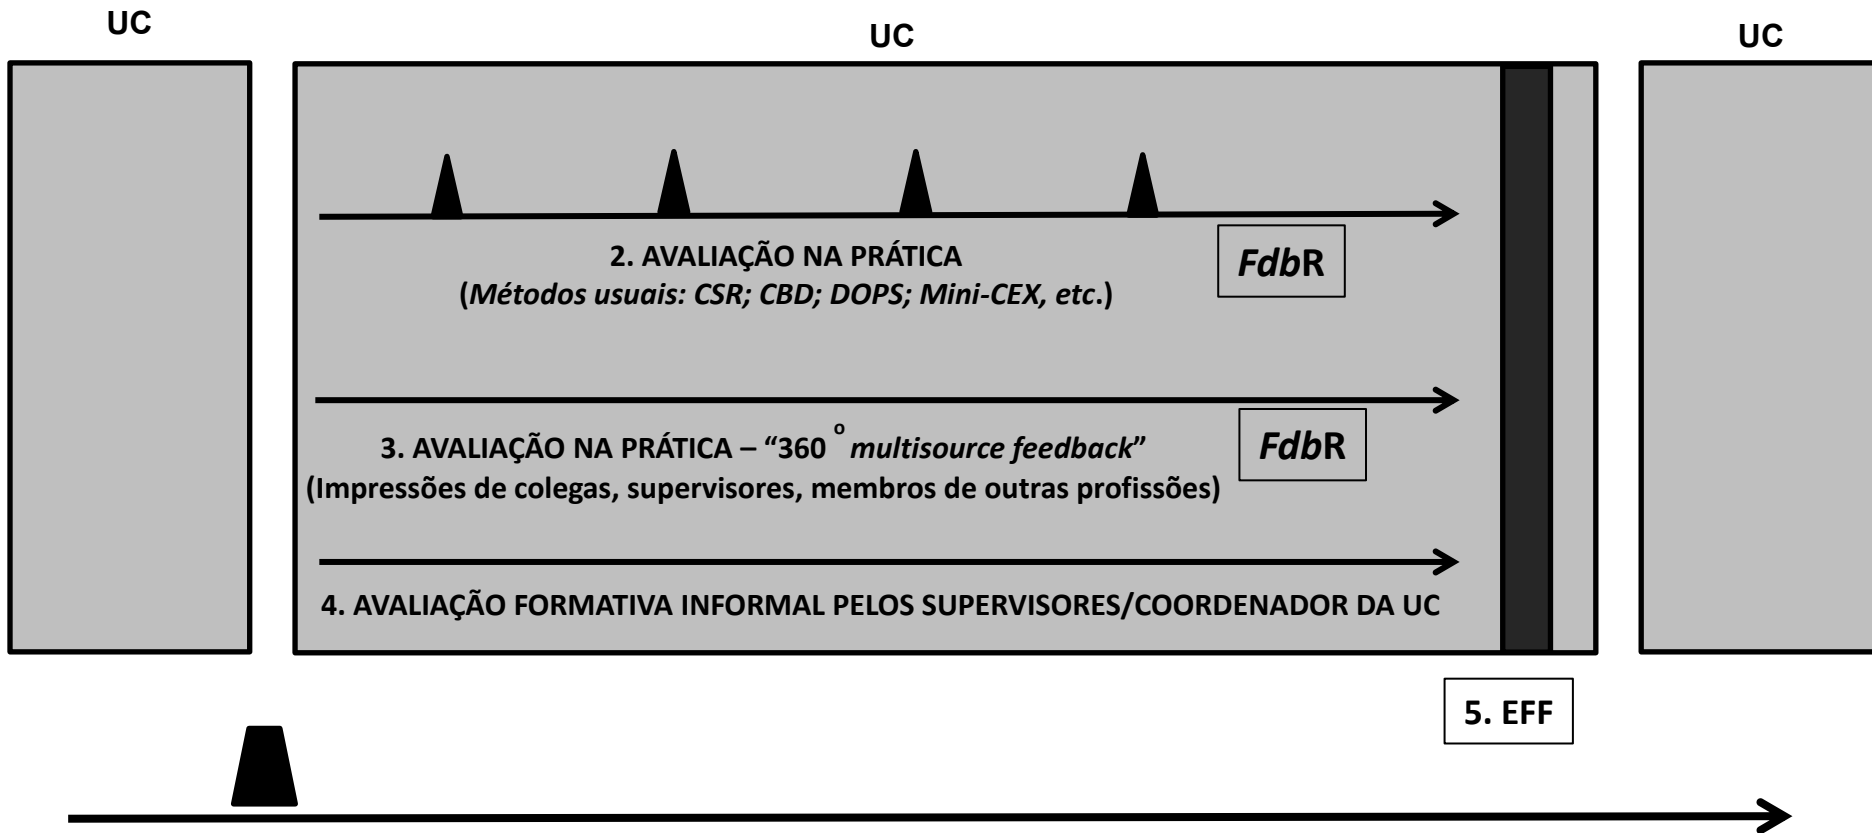 UC
UC
UC
2. AVALIAÇÃO NA PRÁTICA
(Métodos usuais: CSR; CBD; DOPS; Mini-CEX, etc.)
FdbR
3. AVALIAÇÃO NA PRÁTICA – “360 º multisource feedback”
(Impressões de colegas, supervisores, membros de outras profissões)
FdbR
4. AVALIAÇÃO FORMATIVA INFORMAL PELOS SUPERVISORES/COORDENADOR DA UC
5. EFF